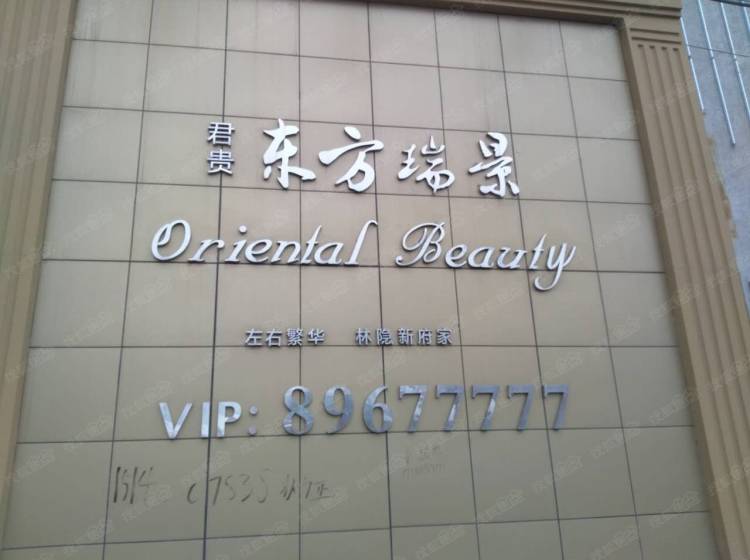 君贵 东方瑞景
Oriental Beauty
左右繁华 林隐新府家
VIP: 89677777